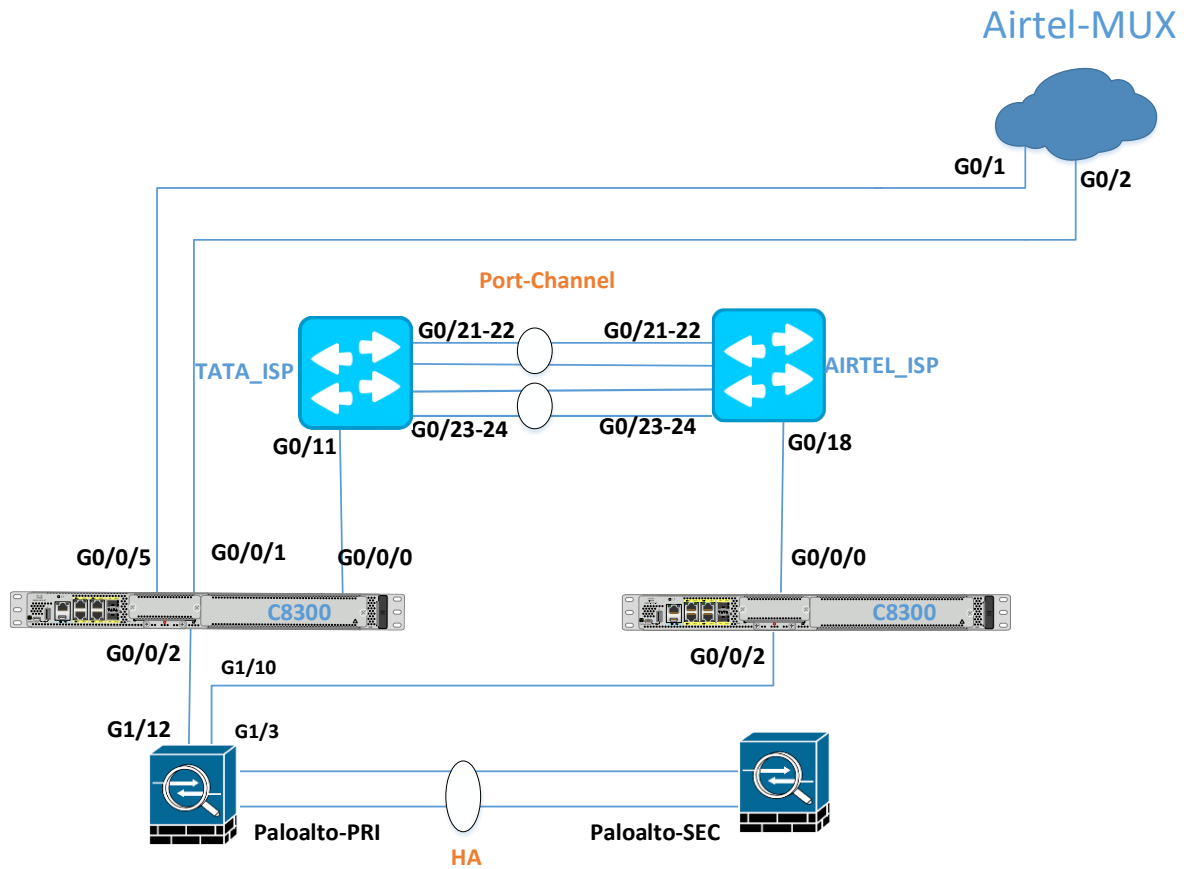 Airtel-MUX
G0/1
G0/2
Port-Channel
G0/21-22
G0/21-22
TATA_ISP
AIRTEL_ISP
G0/23-24
G0/23-24
G0/11
G0/18
G0/0/5
G0/0/1
G0/0/0
G0/0/0
C8300
C8300
G0/0/2
G0/0/2
G1/10
G1/12
G1/3
Paloalto-PRI
Paloalto-SEC
HA